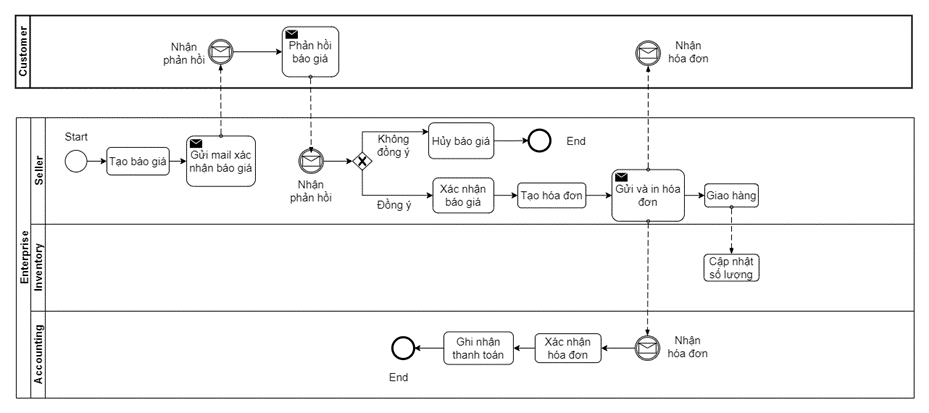 Customer
Nhận
phản hồi
Phản hồi
báo giá
Nhận
hóa đơn
Enterprise
Seller
Start
Tạo báo giá
Gửi mail xác
nhận báo giá
Nhận
phản hồi
Không
đồng ý
Đồng ý
Hủy báo giá
End
Xác nhận
báo giá
Tạo hóa đơn
Gửi và in hóa
đơn
Giao hàng
Inventory
Cập nhật
số lượng
Accounting
End
Ghi nhận
thanh toán
Xác nhận
hóa đơn
Nhận
hóa đơn